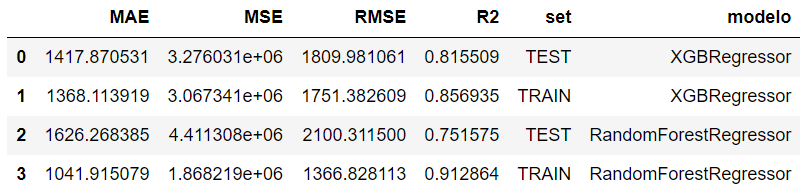 MAE MSE RMSE R2 set modelo
0 1417.870531 3.276031e+06 1809.981061 0.815509 TEST XGBRegressor
1 1368.113919 3.067341e+06 1751.382609 0.856935 TRAIN XGBRegressor
2 1626.268385 4.411308e+06 2100.311500 0.751575 TEST RandomForestRegressor
3 1041.915079 1.868219e+06 1366.828113 0.912864 TRAIN RandomForestRegressor